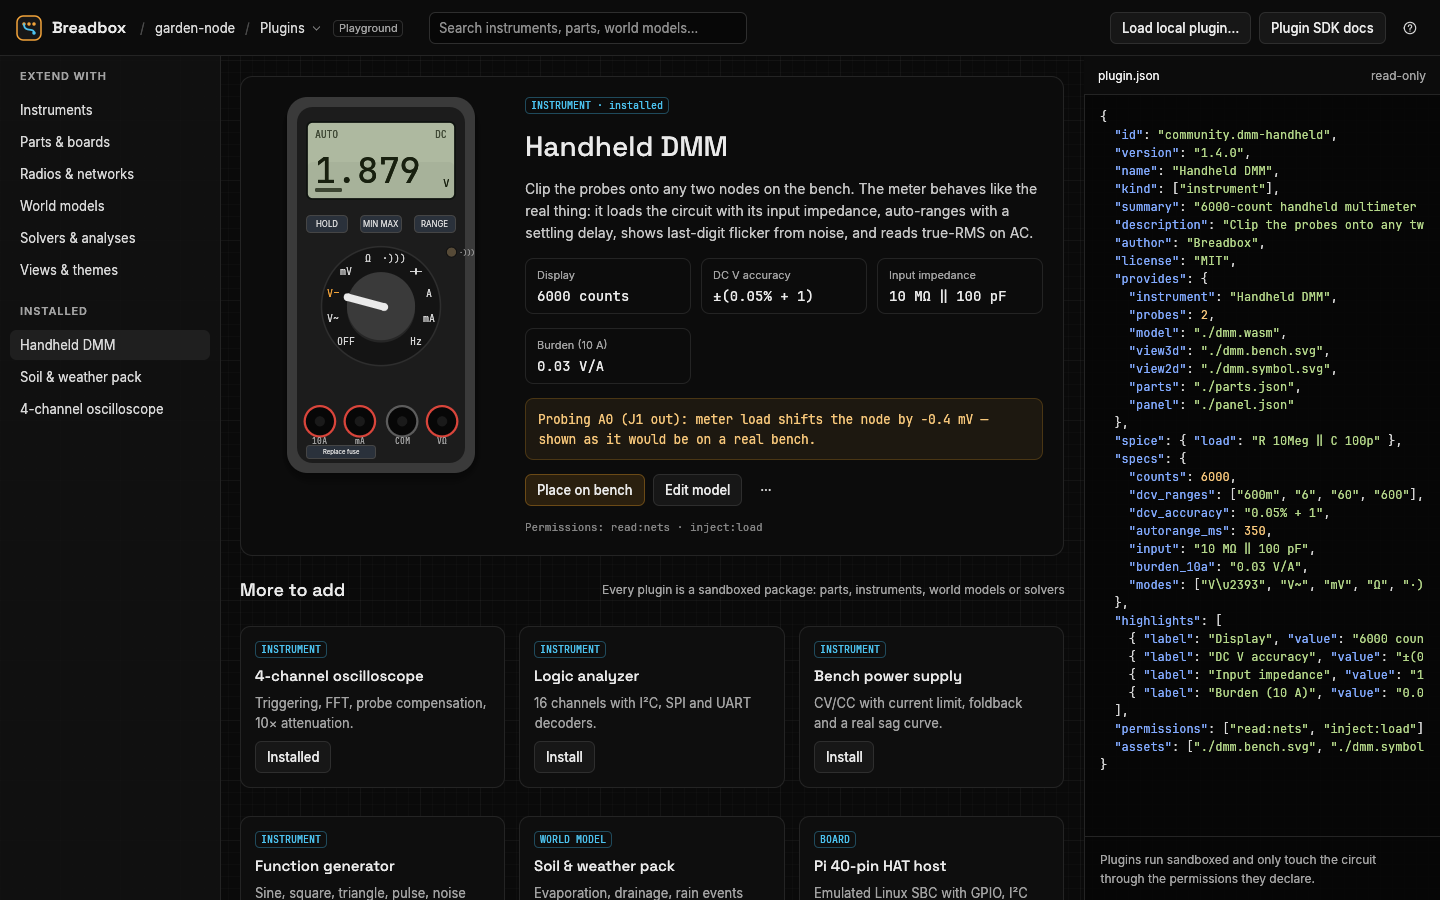 Breadbox / garden-node / Plugins Playground
Search instruments, parts, world models...
Load local plugin... Plugin SDK docs
EXTEND WITH
Instruments
Parts & boards
Radios & networks
World models
Solvers & analyses
Views & themes
INSTALLED
Handheld DMM
Soil & weather pack
4-channel oscilloscope
AUTO DC
1.879 V
HOLD MIN MAX RANGE
Ω ·)))
·)))
mV
V⎓ A
V~ mA
OFF Hz
10A mA COM VΩ
Replace fuse
INSTRUMENT · installed
Handheld DMM
Clip the probes onto any two nodes on the bench. The meter behaves like the
real thing: it loads the circuit with its input impedance, auto-ranges with a
settling delay, shows last-digit flicker from noise, and reads true-RMS on AC.
Display
6000 counts
DC V accuracy
±(0.05% + 1)
Input impedance
10 MΩ ‖ 100 pF
Burden (10 A)
0.03 V/A
Probing A0 (J1 out): meter load shifts the node by -0.4 mV —
shown as it would be on a real bench.
Place on bench Edit model ···
Permissions: read:nets · inject:load
More to add
Every plugin is a sandboxed package: parts, instruments, world models or solvers
INSTRUMENT
4-channel oscilloscope
Triggering, FFT, probe compensation,
10× attenuation.
Installed
INSTRUMENT
Logic analyzer
16 channels with I²C, SPI and UART
decoders.
Install
INSTRUMENT
Bench power supply
CV/CC with current limit, foldback
and a real sag curve.
Install
INSTRUMENT
Function generator
Sine, square, triangle, pulse, noise
WORLD MODEL
Soil & weather pack
Evaporation, drainage, rain events
BOARD
Pi 40-pin HAT host
Emulated Linux SBC with GPIO, I²C
plugin.json read-only
{
"id": "community.dmm-handheld",
"version": "1.4.0",
"name": "Handheld DMM",
"kind": ["instrument"],
"summary": "6000-count handheld multimeter
"description": "Clip the probes onto any tw
"author": "Breadbox",
"license": "MIT",
"provides": {
"instrument": "Handheld DMM",
"probes": 2,
"model": "./dmm.wasm",
"view3d": "./dmm.bench.svg",
"view2d": "./dmm.symbol.svg",
"parts": "./parts.json",
"panel": "./panel.json"
},
"spice": { "load": "R 10Meg ‖ C 100p" },
"specs": {
"counts": 6000,
"dcv_ranges": ["600m", "6", "60", "600"],
"dcv_accuracy": "0.05% + 1",
"autorange_ms": 350,
"input": "10 MΩ ‖ 100 pF",
"burden_10a": "0.03 V/A",
"modes": ["V\u2393", "V~", "mV", "Ω", "·)
},
"highlights": [
{ "label": "Display", "value": "6000 coun
{ "label": "DC V accuracy", "value": "±(0
{ "label": "Input impedance", "value": "1
{ "label": "Burden (10 A)", "value": "0.0
],
"permissions": ["read:nets", "inject:load"]
"assets": ["./dmm.bench.svg", "./dmm.symbol
}
Plugins run sandboxed and only touch the circuit
through the permissions they declare.